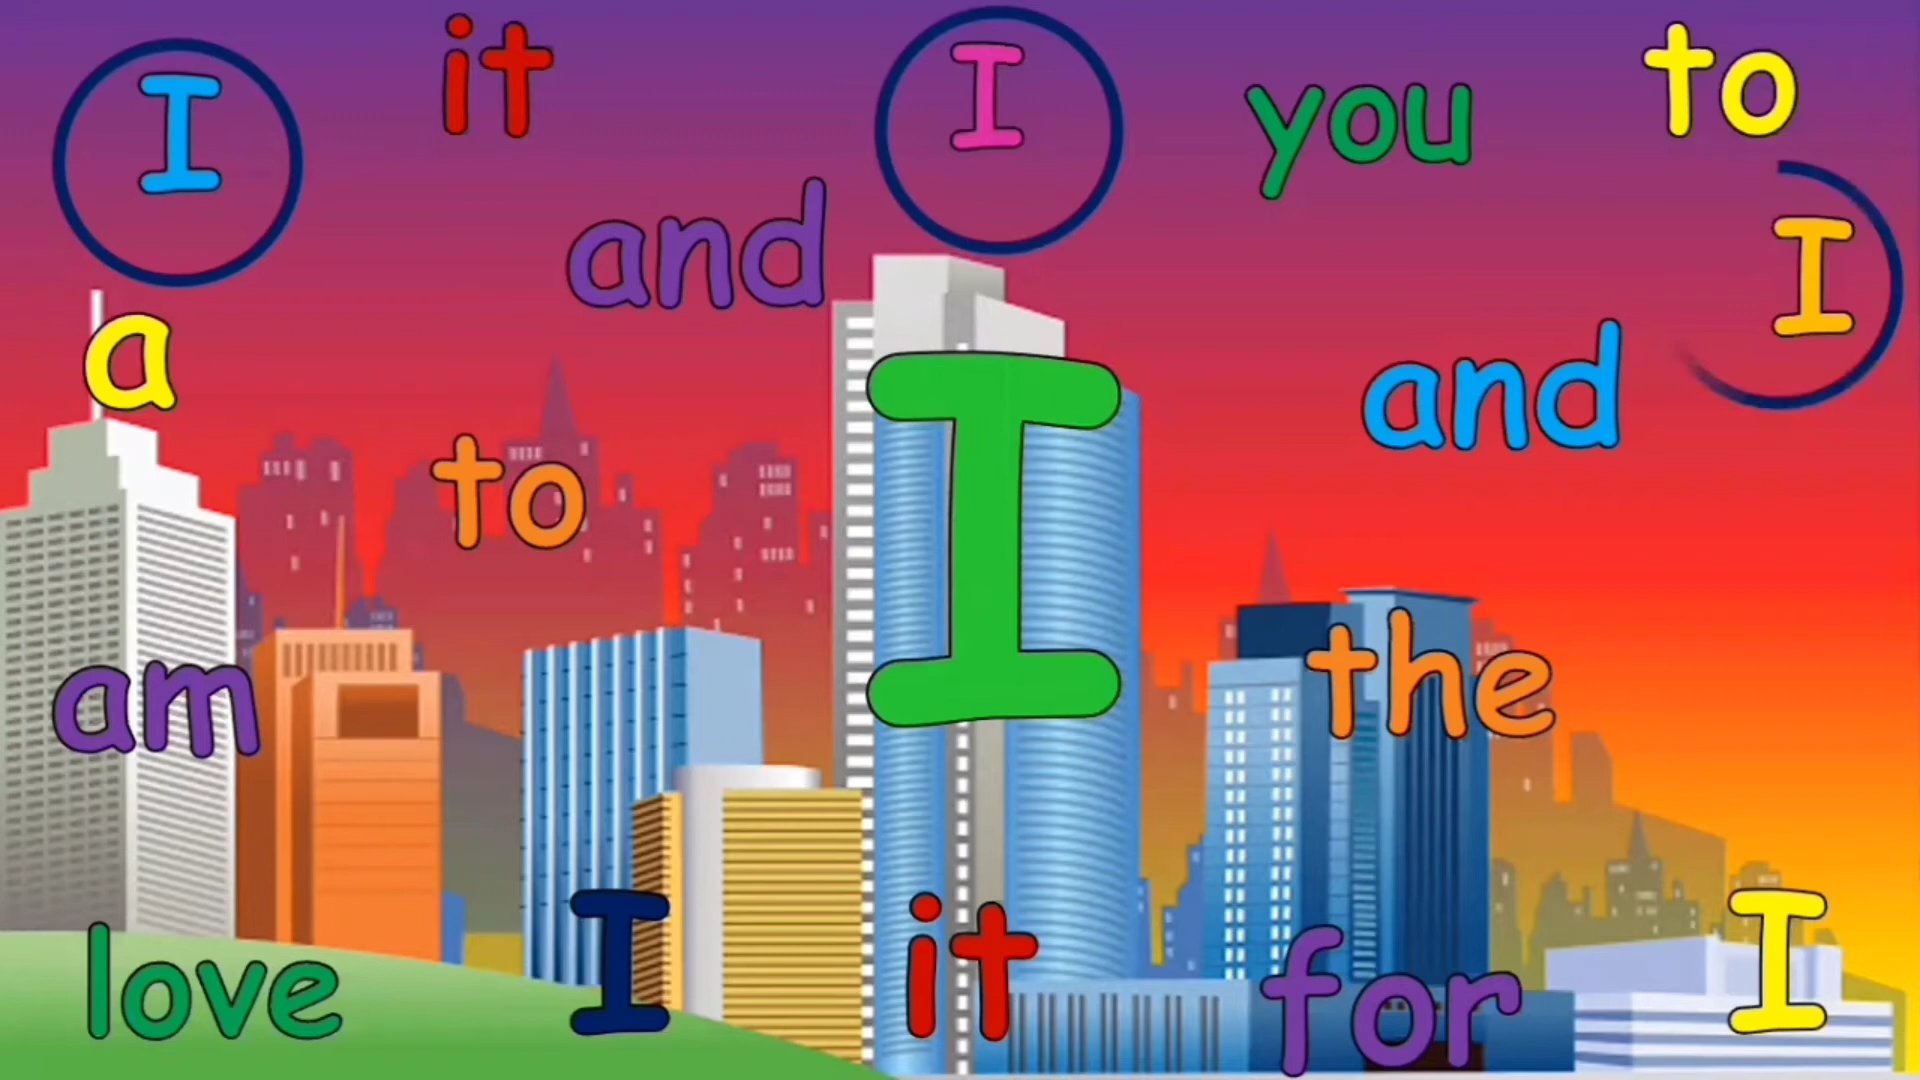 I it I you to
and I
a and
to I
am the
love I it for I